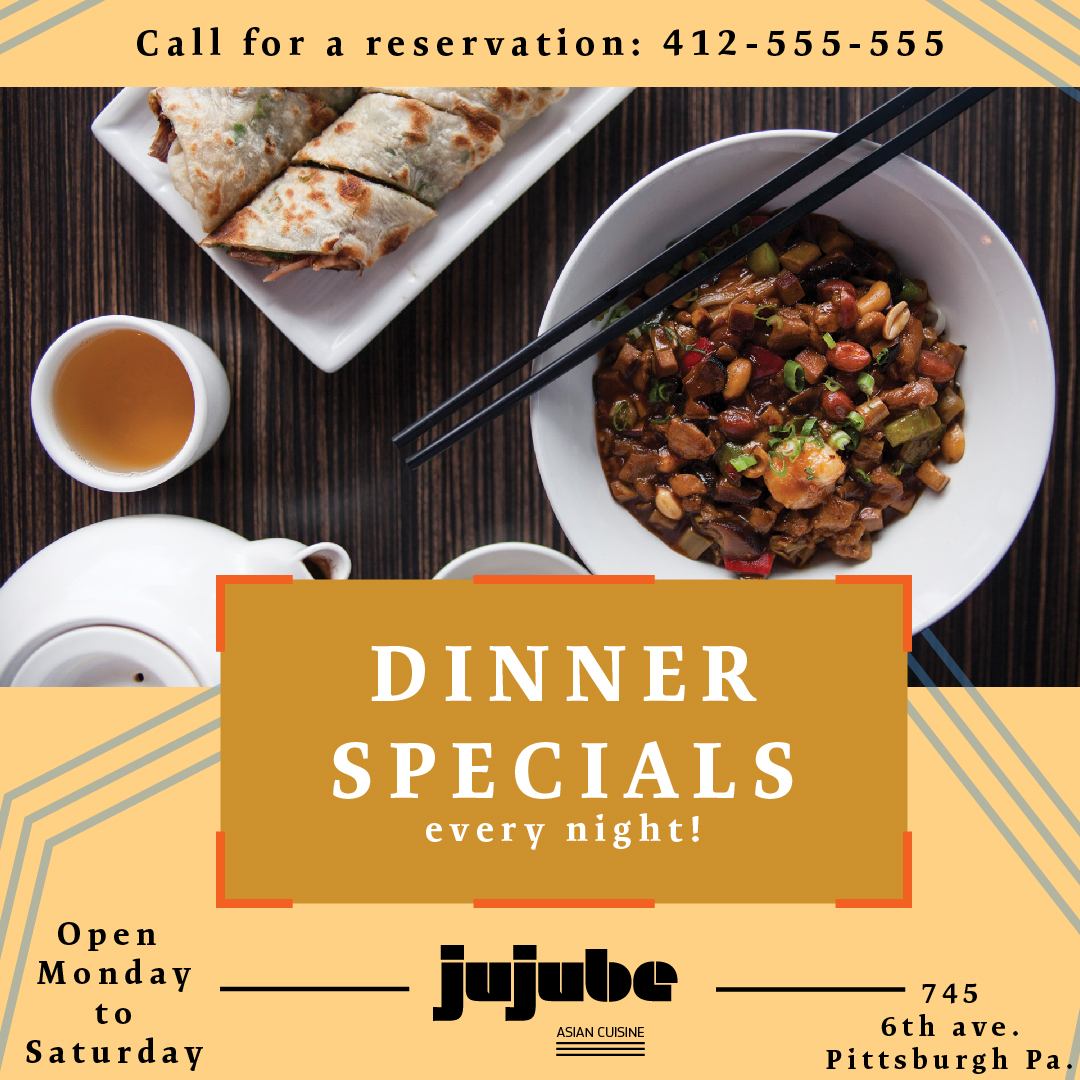 Call for a reservation: 412-555-555
DINNER
SPECIALS
every night!
Open
Monday
to
Saturday
jujube
ASIAN CUISINE
745
6th ave.
Pittsburgh Pa.